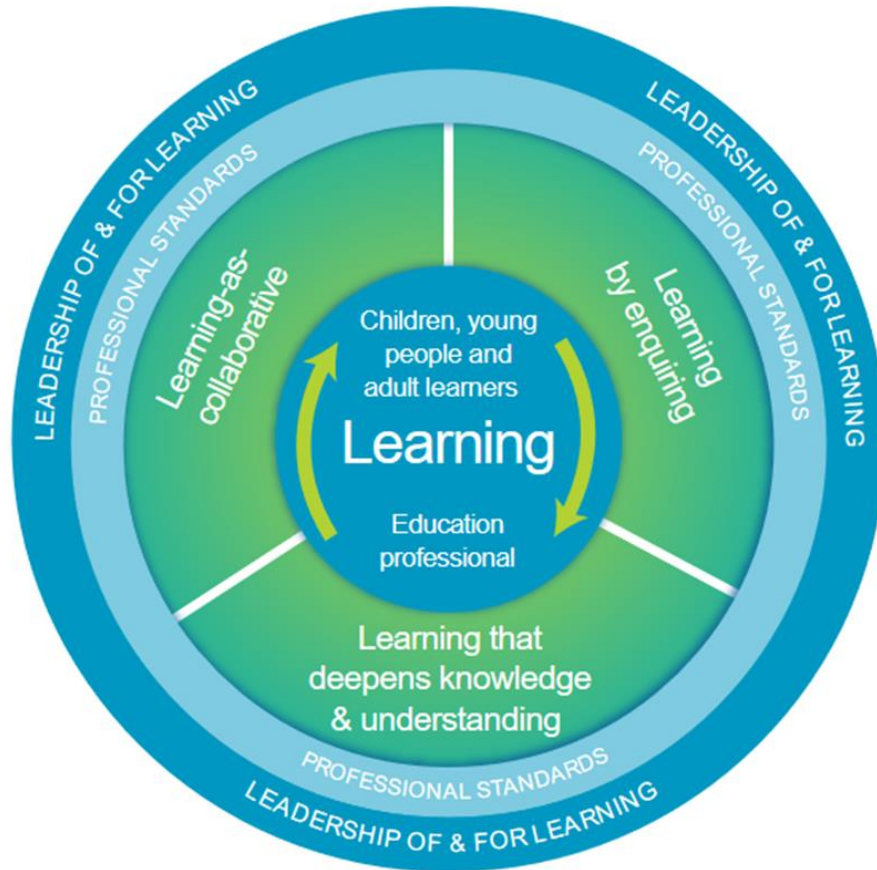 LEADERSHIP OF & FOR LEARNING
LEADERSHIP OF & FOR LEARNING
PROFESSIONAL STANDARDS
PROFESSIONAL STANDARDS
Learning-as-
collaborative
Learning
by enquiring
Children, young
people and
adult learners
Learning
Education
professional
Learning that
deepens knowledge
& understanding
PROFESSIONAL STANDARDS
LEADERSHIP OF & FOR LEARNING